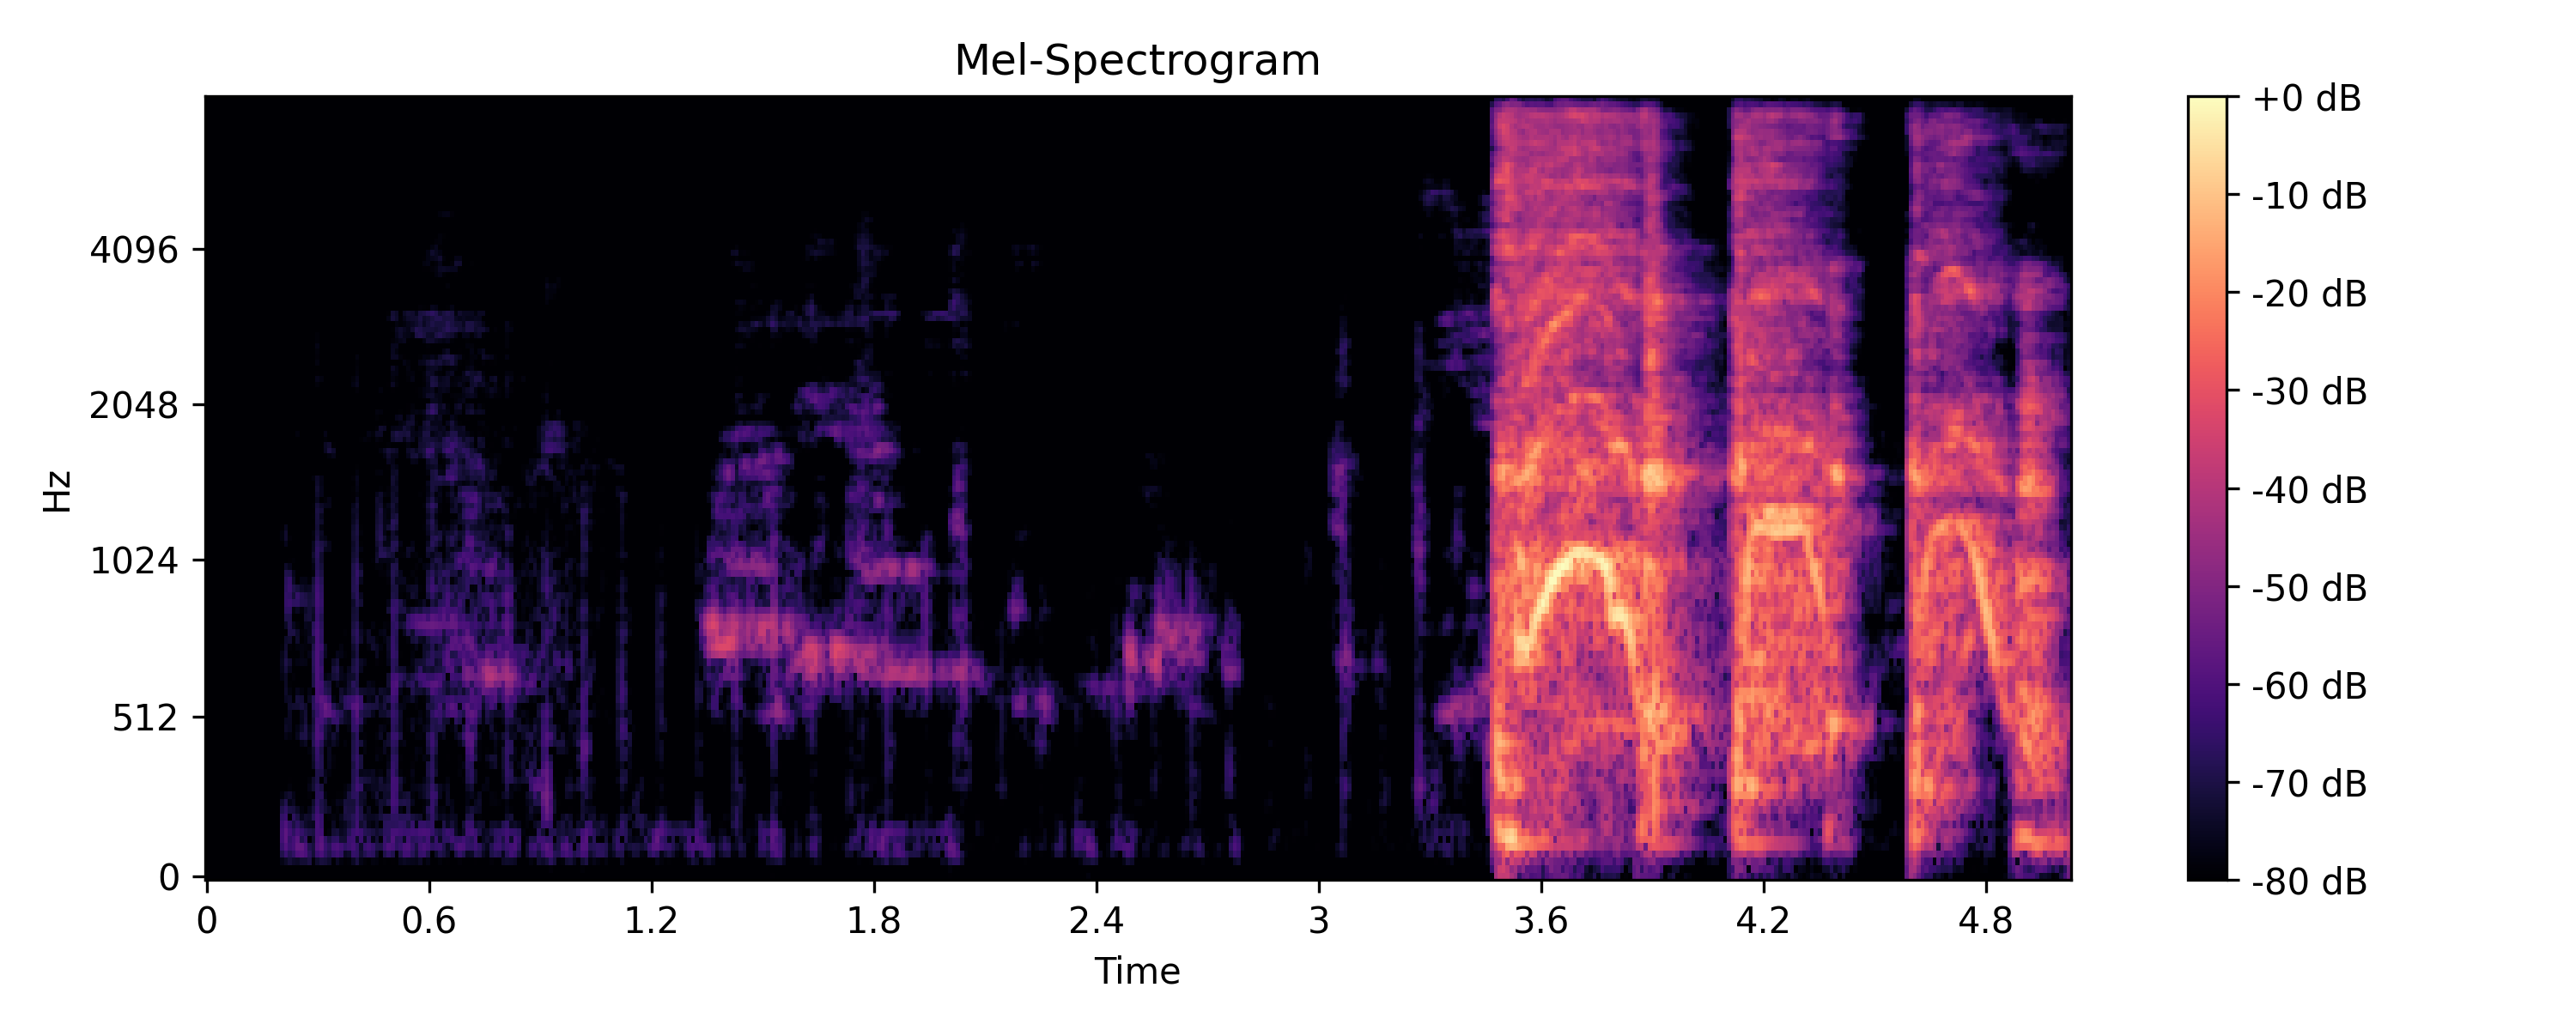 Mel-Spectrogram
+0 dB
4096
-10 dB
-20 dB
2048
-30 dB
Hz
-40 dB
1024
-50 dB
512
-60 dB
-70 dB
0
-80 dB
0 0.6 1.2 1.8 2.4 3 3.6 4.2 4.8
Time